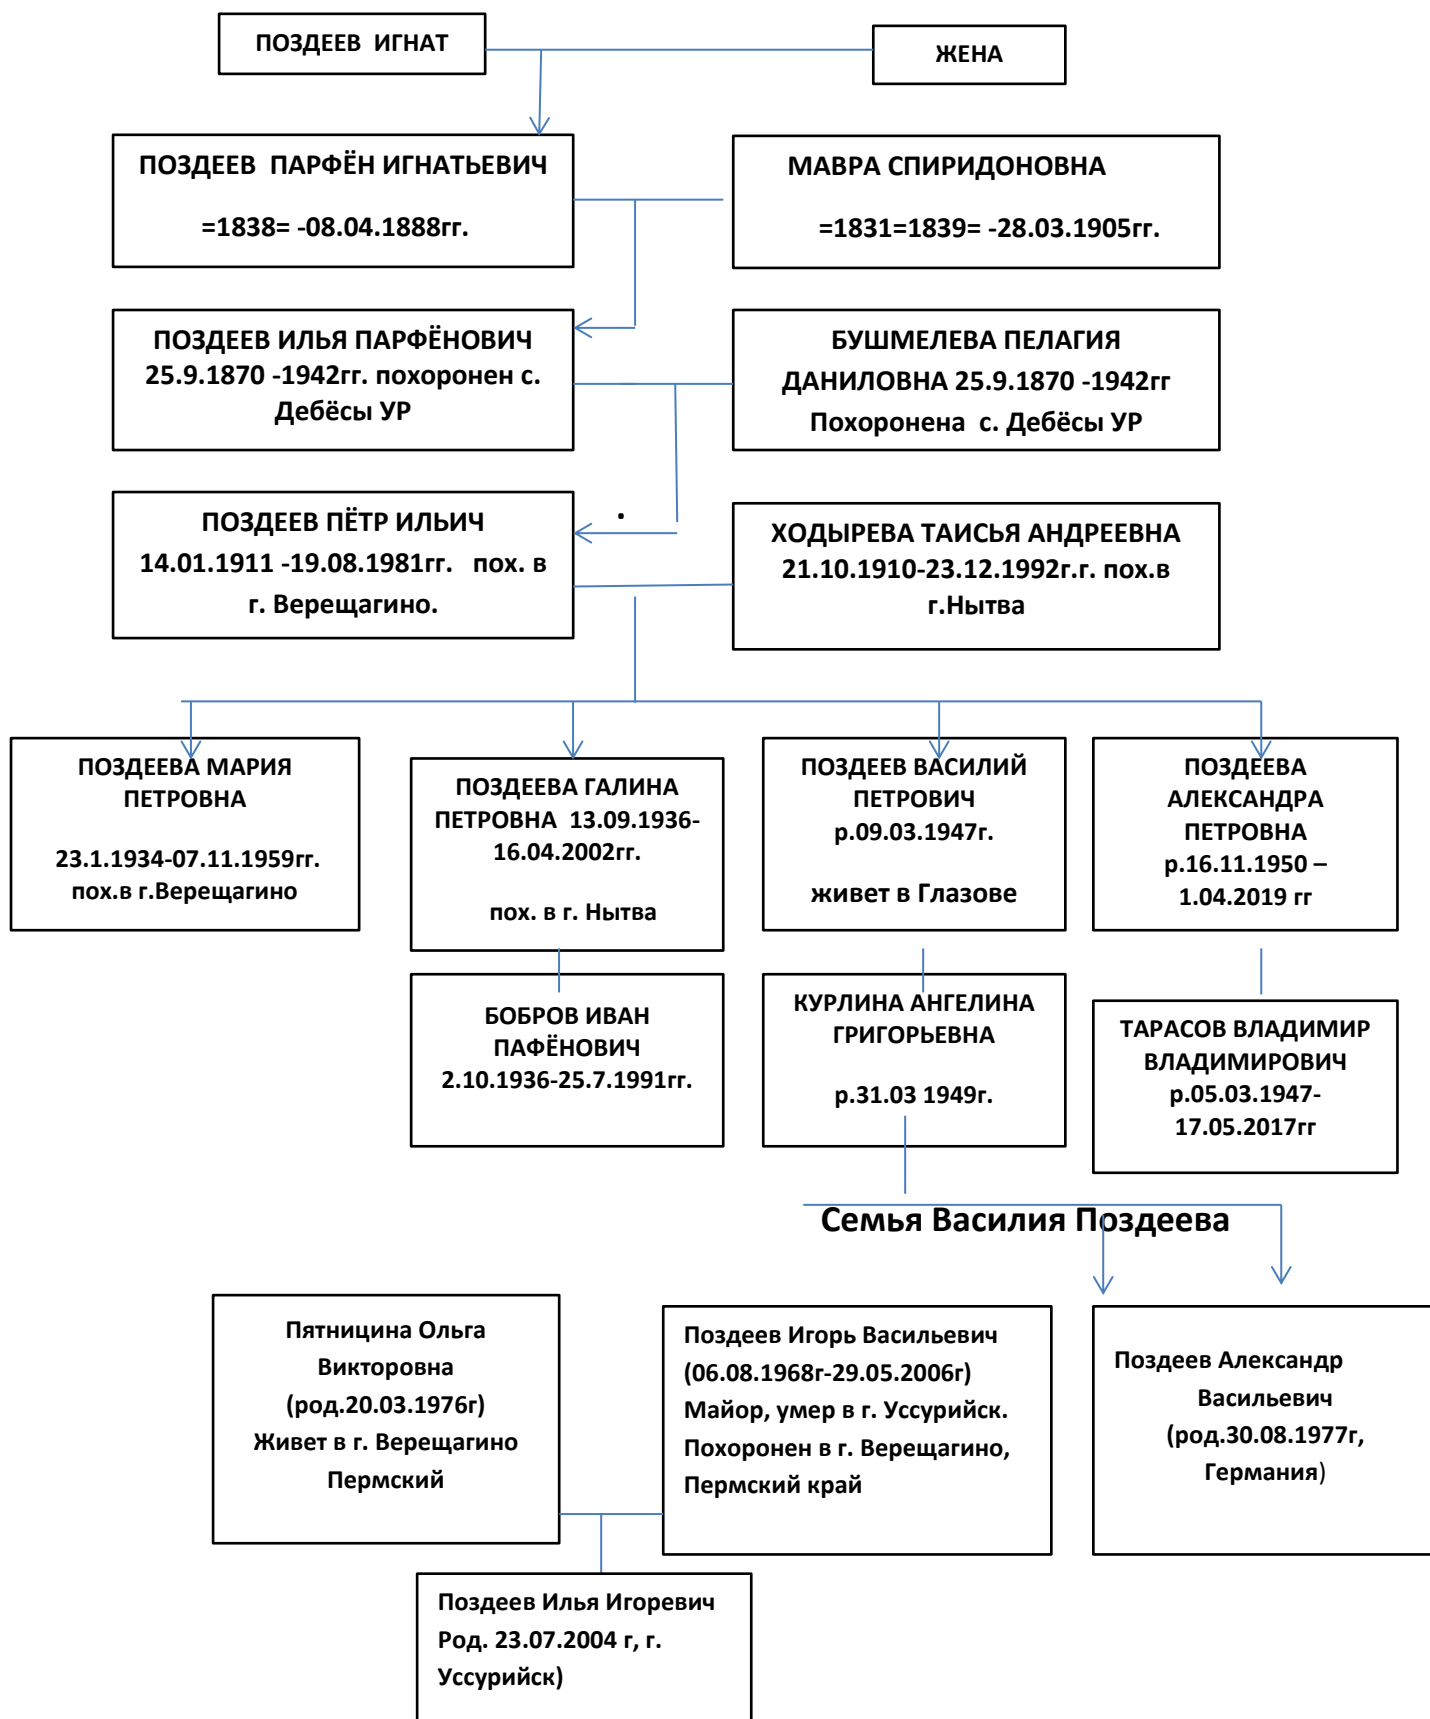 ПОЗДЕЕВ ИГНАТ
ЖЕНА
ПОЗДЕЕВ ПАРФЁН ИГНАТЬЕВИЧ
=1838= -08.04.1888гг.
МАВРА СПИРИДОНОВНА
=1831=1839= -28.03.1905гг.
ПОЗДЕЕВ ИЛЬЯ ПАРФЁНОВИЧ
25.9.1870 -1942гг. похоронен с.
Дебёсы УР
БУШМЕЛЕВА ПЕЛАГИЯ
ДАНИЛОВНА 25.9.1870 -1942гг
Похоронена с. Дебёсы УР
ПОЗДЕЕВ ПЁТР ИЛЬИЧ
14.01.1911 -19.08.1981гг. пох. в
г. Верещагино.
.
ХОДЫРЕВА ТАИСЬЯ АНДРЕЕВНА
21.10.1910-23.12.1992г.г. пох.в
г.Нытва
ПОЗДЕЕВА МАРИЯ
ПЕТРОВНА
23.1.1934-07.11.1959гг.
пох.в г.Верещагино
ПОЗДЕЕВА ГАЛИНА
ПЕТРОВНА 13.09.1936-
16.04.2002гг.
пох. в г. Нытва
ПОЗДЕЕВ ВАСИЛИЙ
ПЕТРОВИЧ
р.09.03.1947г.
живет в Глазове
ПОЗДЕЕВА
АЛЕКСАНДРА
ПЕТРОВНА
р.16.11.1950 –
1.04.2019 гг
БОБРОВ ИВАН
ПАФЁНОВИЧ
2.10.1936-25.7.1991гг.
КУРЛИНА АНГЕЛИНА
ГРИГОРЬЕВНА
р.31.03 1949г.
ТАРАСОВ ВЛАДИМИР
ВЛАДИМИРОВИЧ
р.05.03.1947-
17.05.2017гг
Семья Василия Поздеева
Пятницина Ольга
Викторовна
(род.20.03.1976г)
Живет в г. Верещагино
Пермский
Поздеев Игорь Васильевич
(06.08.1968г-29.05.2006г)
Майор, умер в г. Уссурийск.
Похоронен в г. Верещагино,
Пермский край
Поздеев Александр
Васильевич
(род.30.08.1977г,
Германия)
Поздеев Илья Игоревич
Род. 23.07.2004 г, г.
Уссурийск)